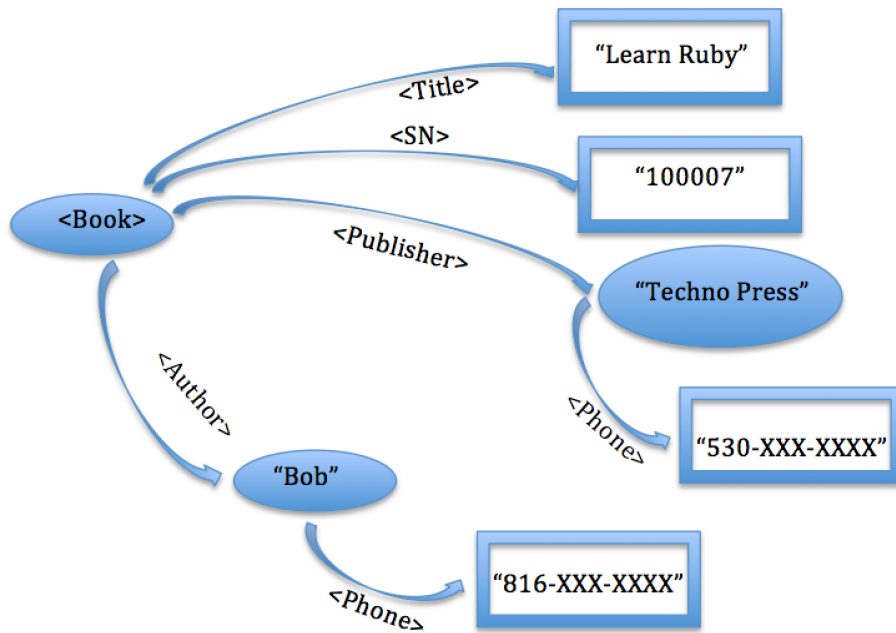 “Learn Ruby”
<Title>
<SN>
“100007”
<Book>
<Publisher>
“Techno Press”
<Author>
<Phone>
“530-XXX-XXXX”
“Bob”
<Phone>
“816-XXX-XXXX”